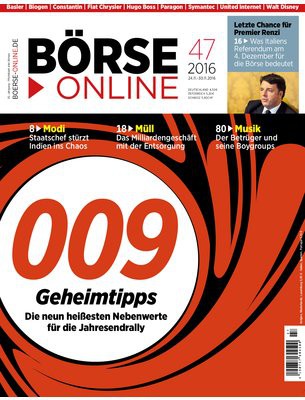 Basler | Biogen | Constantin | Fiat Chrysler | Hugo Boss | Paragon | Symantec | United Internet | Walt Disney
BOERSE-ONLINE.DE
BÖRSE
ONLINE
47
2016
24.11.-30.11.2016
Letzte Chance für
Premier Renzi
16 Was Italiens
Referendum am
4. Dezember für
die Börse bedeutet
8 Modi
Staatschef stürzt
Indien ins Chaos
18 Müll
Das Milliardengeschäft
mit der Entsorgung
80 Musik
Der Betrüger und
seine Boygroups
009
Geheimtipps
Die neun heißesten Nebenwerte
für die Jahresendrally